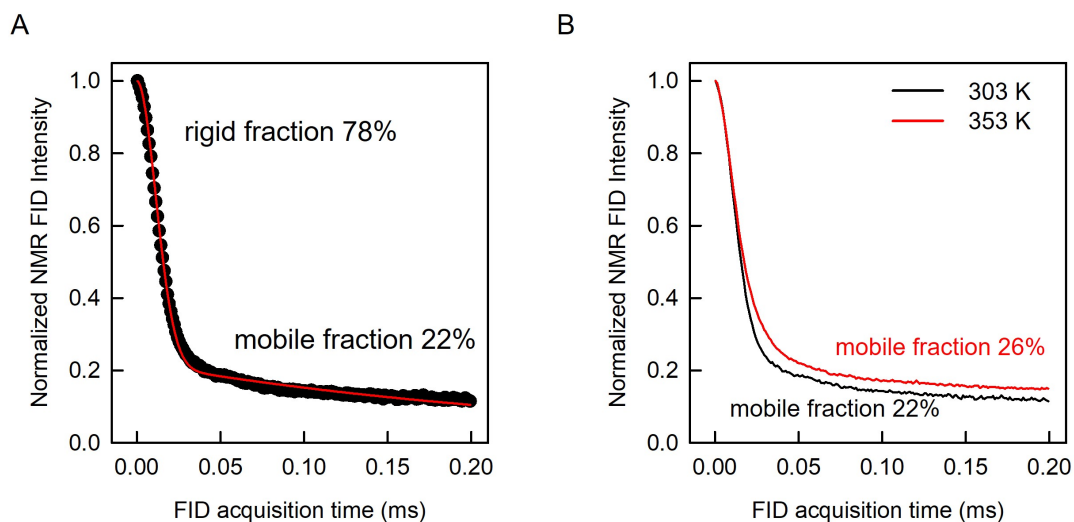 A
Normalized NMR FID Intensity
1.0
0.8
0.6
0.4
0.2
0.0
rigid fraction 78%
mobile fraction 22%
0.00 0.05 0.10 0.15 0.20
FID acquisition time (ms)
B
Normalized NMR FID Intensity
1.0
0.8
0.6
0.4
0.2
0.0
303 K
353 K
mobile fraction 26%
mobile fraction 22%
0.00 0.05 0.10 0.15 0.20
FID acquisition time (ms)